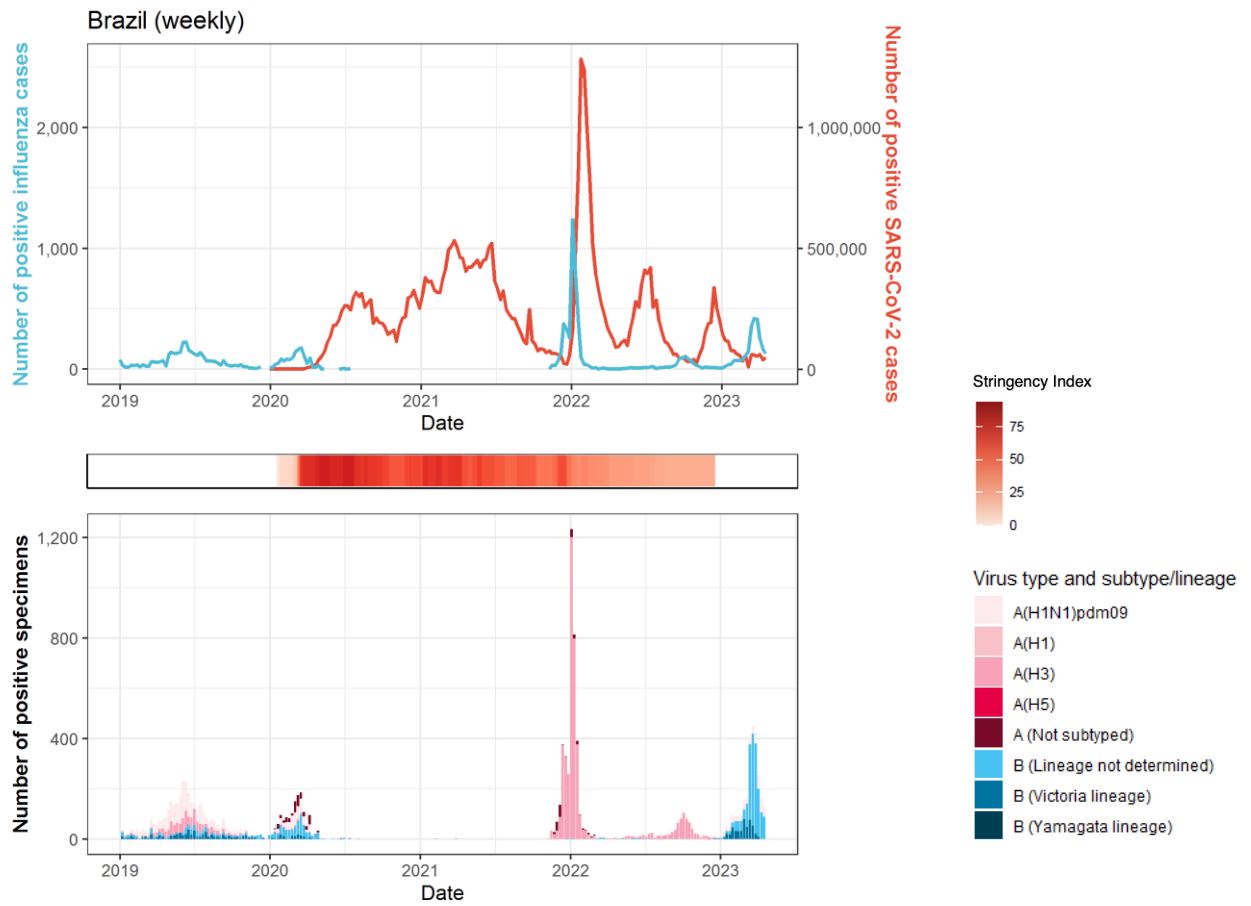 Brazil (weekly)
Number of positive influenza cases
Number of positive SARS-CoV-2 cases
2,000
1,000
0
1,000,000
500,000
0
2019 2020 2021 2022 2023
Date
Stringency Index
75
50
25
0
Number of positive specimens
1,200
800
400
0
2019 2020 2021 2022 2023
Date
Virus type and subtype/lineage
A(H1N1)pdm09
A(H1)
A(H3)
A(H5)
A (Not subtyped)
B (Lineage not determined)
B (Victoria lineage)
B (Yamagata lineage)